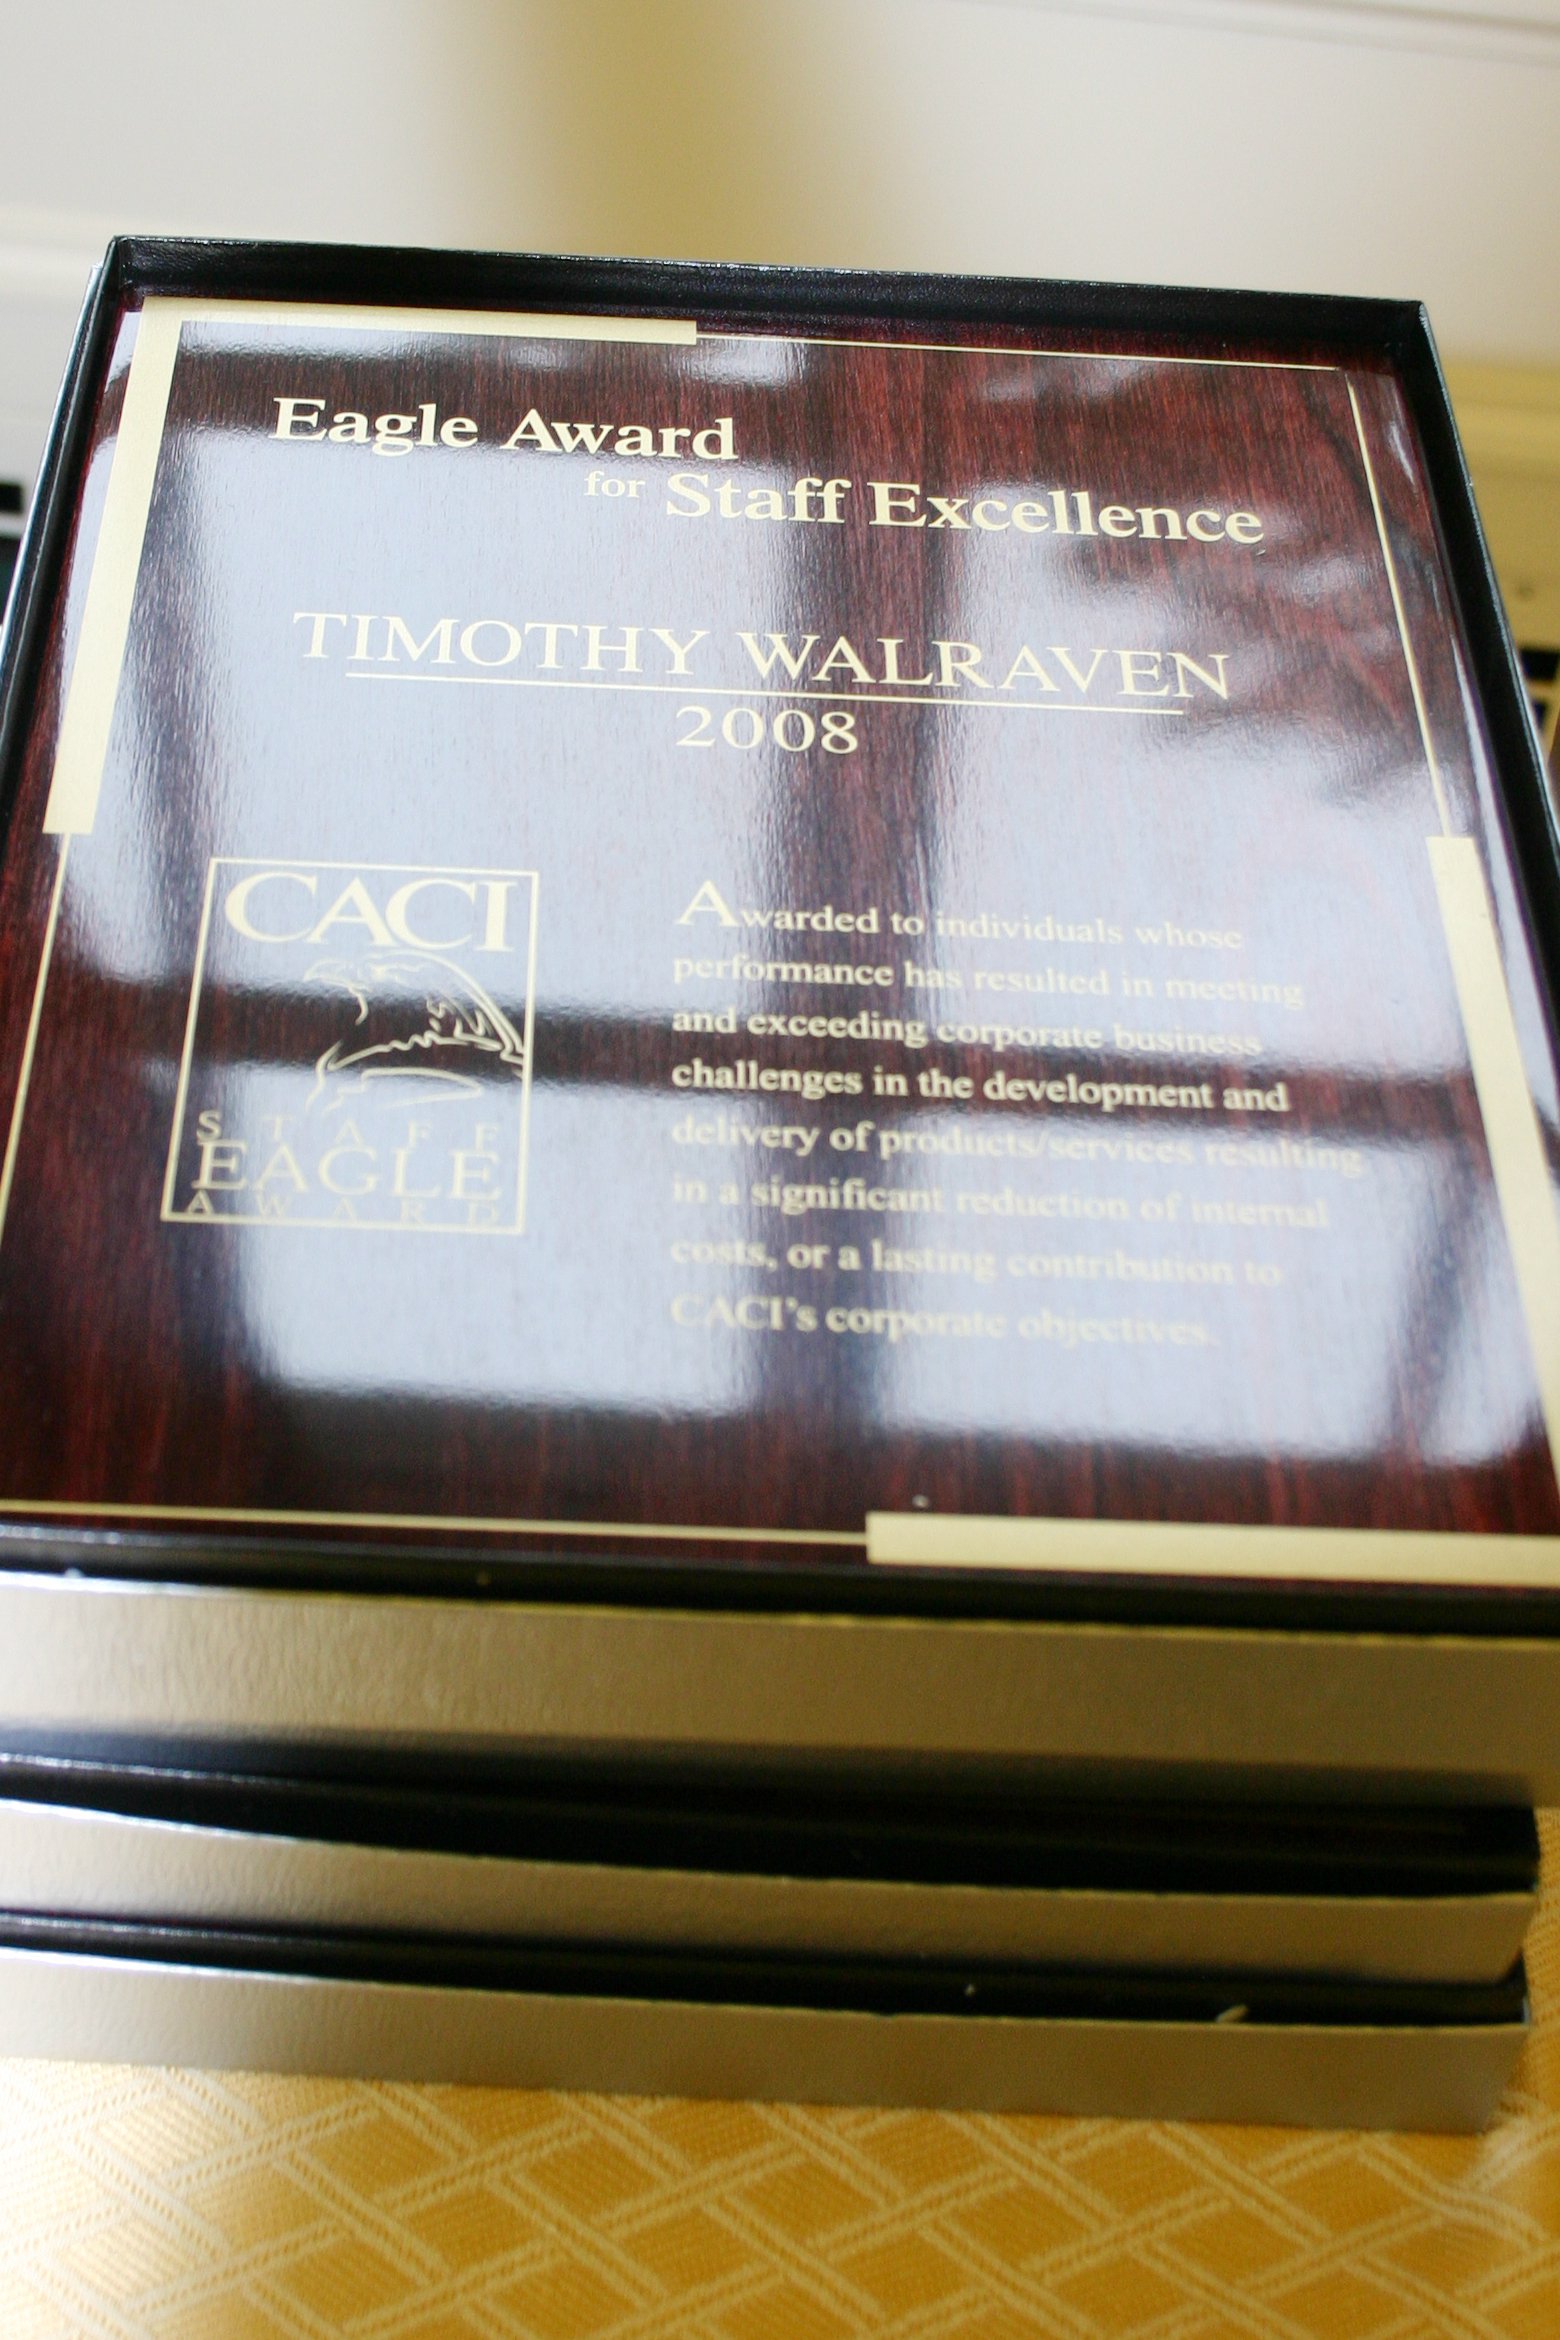 Eagle Award
for Staff Excellence
TIMOTHY WALRAVEN
2008
CACI
STAFF
EAGLE
AWARD
Awarded to individuals whose
performance has resulted in meeting
and exceeding corporate business
challenges in the development and
delivery of products/services resulting
in a significant reduction of internal
costs, or a lasting contribution to
CACI's corporate objectives.